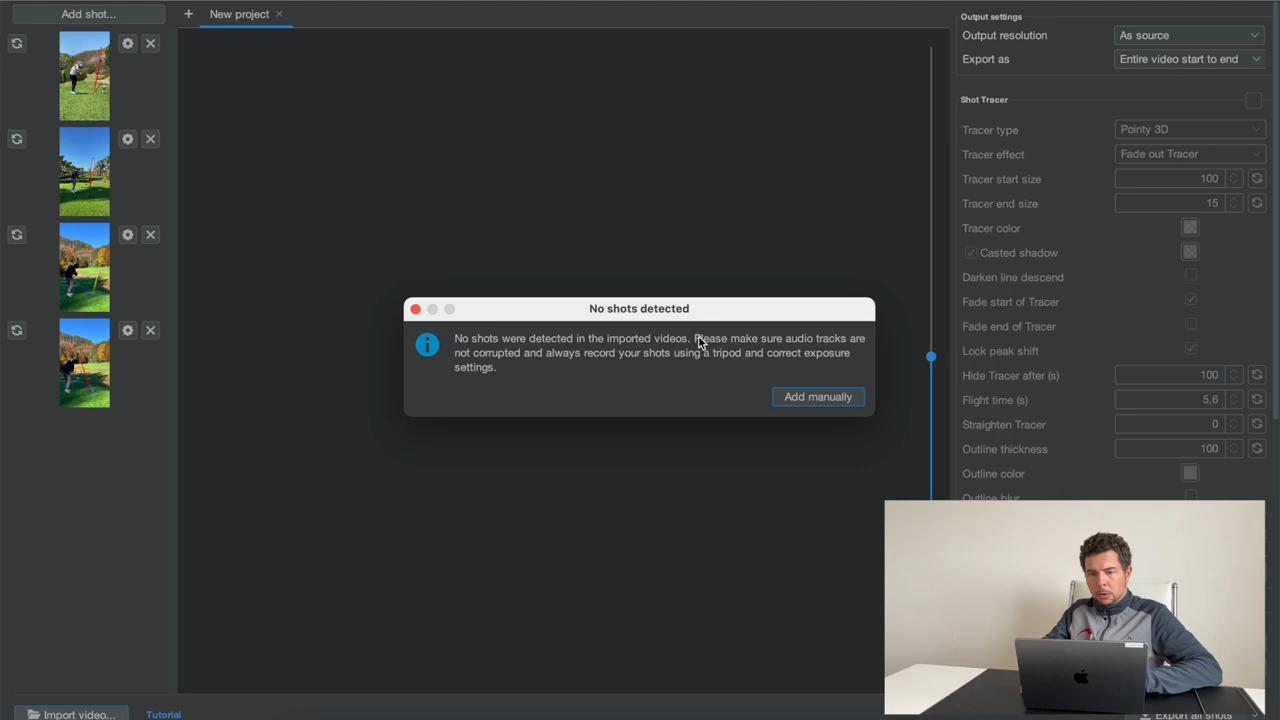 Add shot...
New project
Output settings
Output resolution
As source
Export as
Entire video start to end
Shot Tracer
Tracer type
Pointy 3D
Tracer effect
Fade out Tracer
Tracer start size
100
Tracer end size
15
Tracer color
Casted shadow
Darken line descend
Fade start of Tracer
Fade end of Tracer
Lock peak shift
Hide Tracer after (s)
100
Flight time (s)
5,6
Straighten Tracer
0
Outline thickness
100
Outline color
Outline blur
No shots detected
No shots were detected in the imported videos. Please make sure audio tracks are
not corrupted and always record your shots using a tripod and correct exposure
settings.
Add manually
Import video...
Tutorial
Export all shots